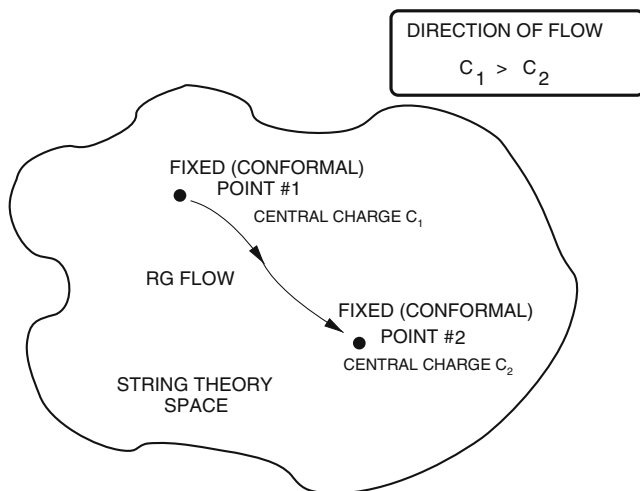 DIRECTION OF FLOW
C1 > C2
FIXED (CONFORMAL)
POINT #1
CENTRAL CHARGE C1
RG FLOW
FIXED (CONFORMAL)
POINT #2
CENTRAL CHARGE C2
STRING THEORY
SPACE